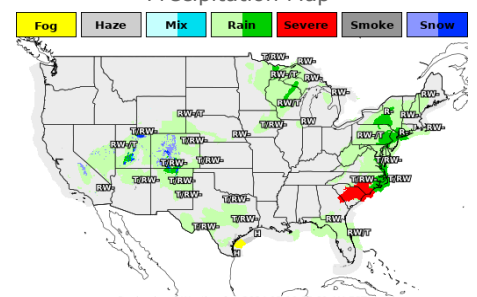 Precipitation Map
Fog Haze Mix Rain Severe Smoke Snow
T/RW-
RW-
RW-
RW-/T
RW-
RW-
RW-
RW/T
RW-
RW-/T
R-
RW-
T/RW-
RW
T/RW-
RW-
RW-
RW-/T
R-
RW-/T
T/RW-
T/RW-
T/RW-
T/RW-
RW-
T/RW-
T/RW-
T/RW-
T/RW
T/RW-
T/RW-
RW-
T/RW-
RW/T
H
H